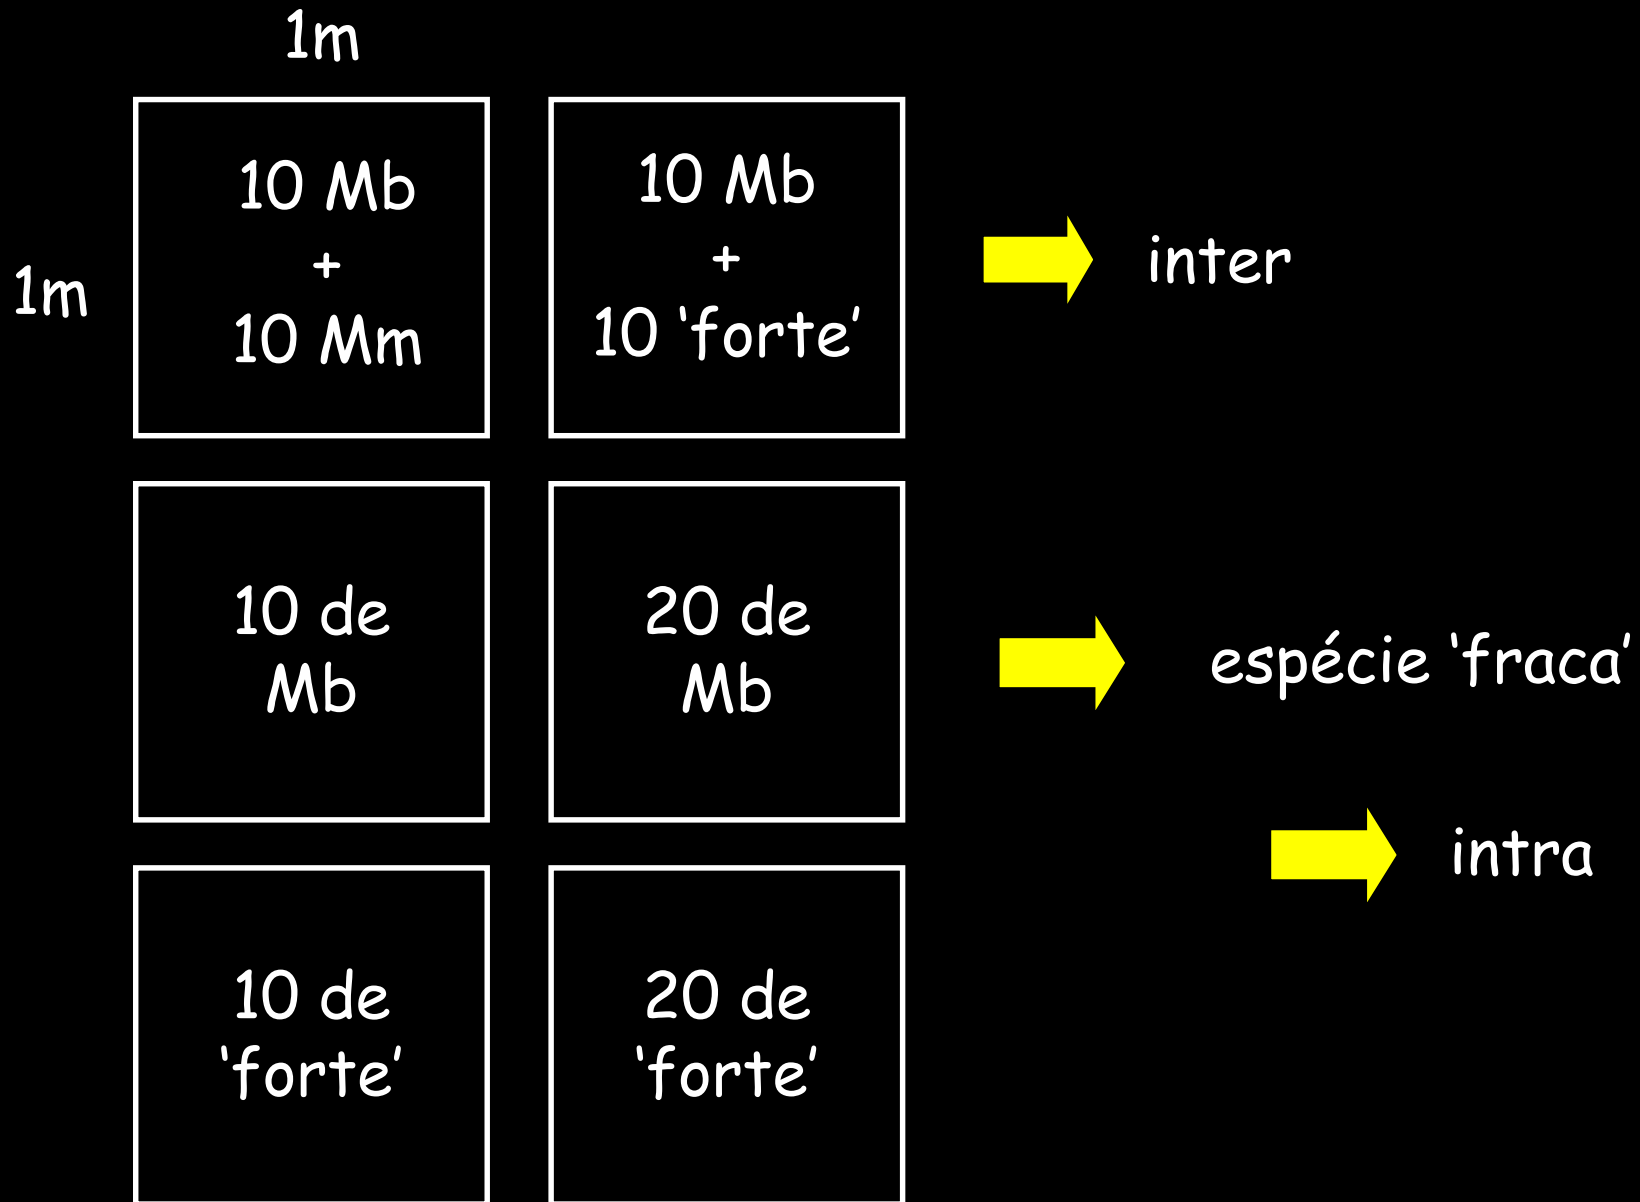 1m
1m
10 Mb
+
10 Mm
10 Mb
+
10 ‘forte’
inter
10 de
Mb
20 de
Mb
espécie ‘fraca’
intra
10 de
‘forte’
20 de
‘forte’